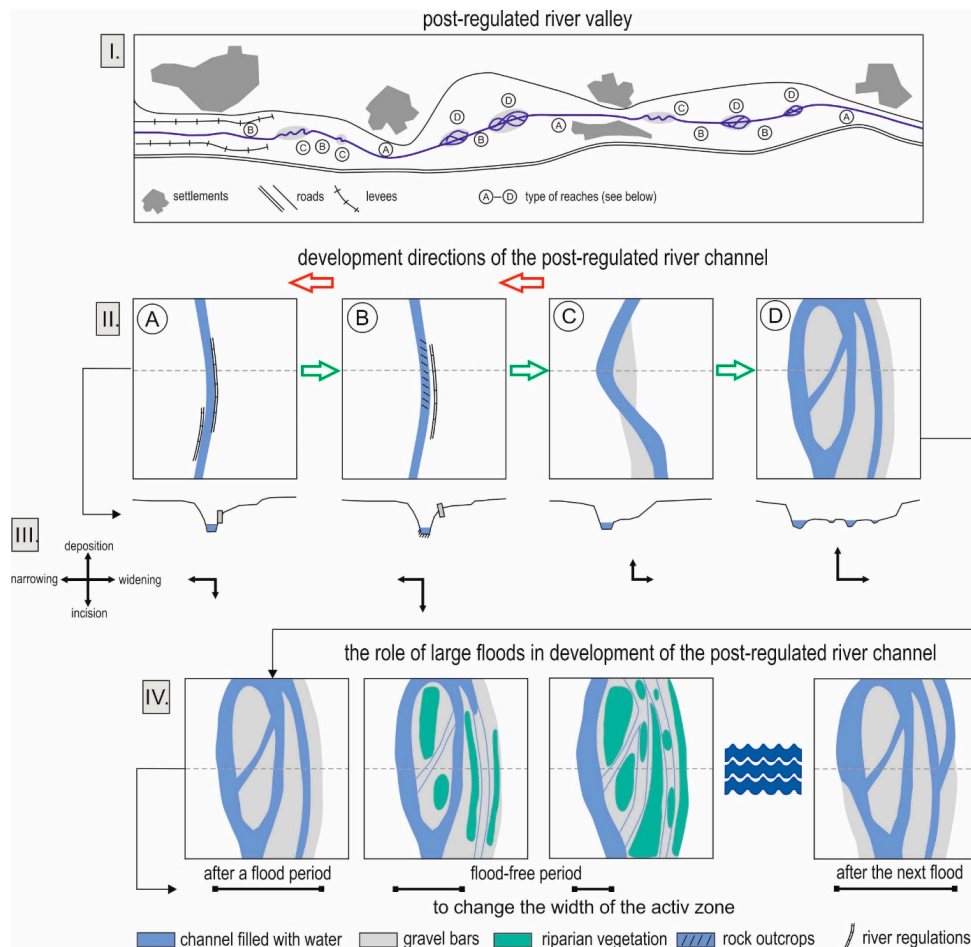 post-regulated river valley
I.
D
D
C
D
B
B
A
B
B
A
C
B
C
A
settlements
roads
levees
A–D type of reaches (see below)
development directions of the post-regulated river channel
II.
A
B
C
D
III.
deposition
narrowing
widening
incision
the role of large floods in development of the post-regulated river channel
IV.
after a flood period
flood-free period
after the next flood
to change the width of the activ zone
channel filled with water
gravel bars
riparian vegetation
rock outcrops
river regulations